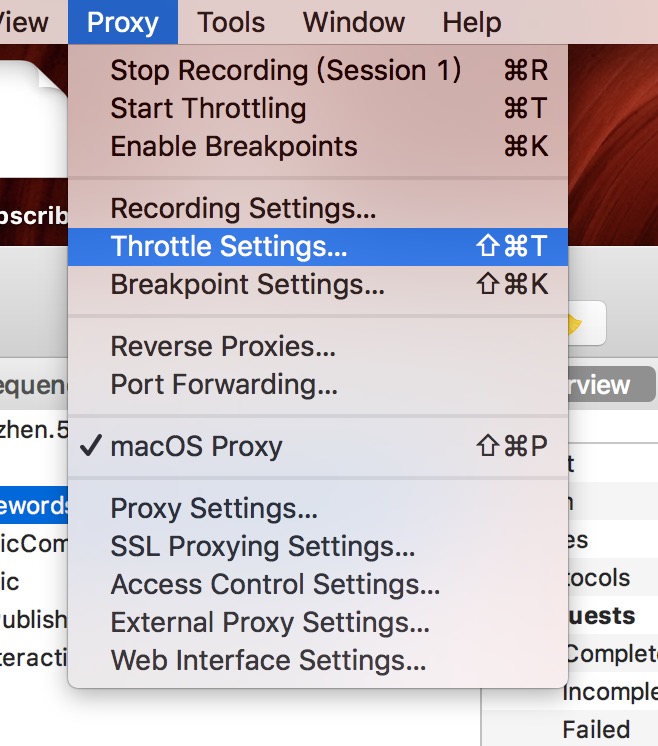 View Proxy Tools Window Help
Stop Recording (Session 1) ⌘R
Start Throttling ⌘T
Enable Breakpoints ⌘K
Recording Settings...
Throttle Settings... ⇧⌘T
Breakpoint Settings... ⇧⌘K
Reverse Proxies...
Port Forwarding...
✓ macOS Proxy ⇧⌘P
Proxy Settings...
SSL Proxying Settings...
Access Control Settings...
External Proxy Settings...
Web Interface Settings...
bscrib
equen
rview
zhen.5
ewords
icCom
ic
ublish
teracti
es
tocols
uests
Complet
Incomple
Failed